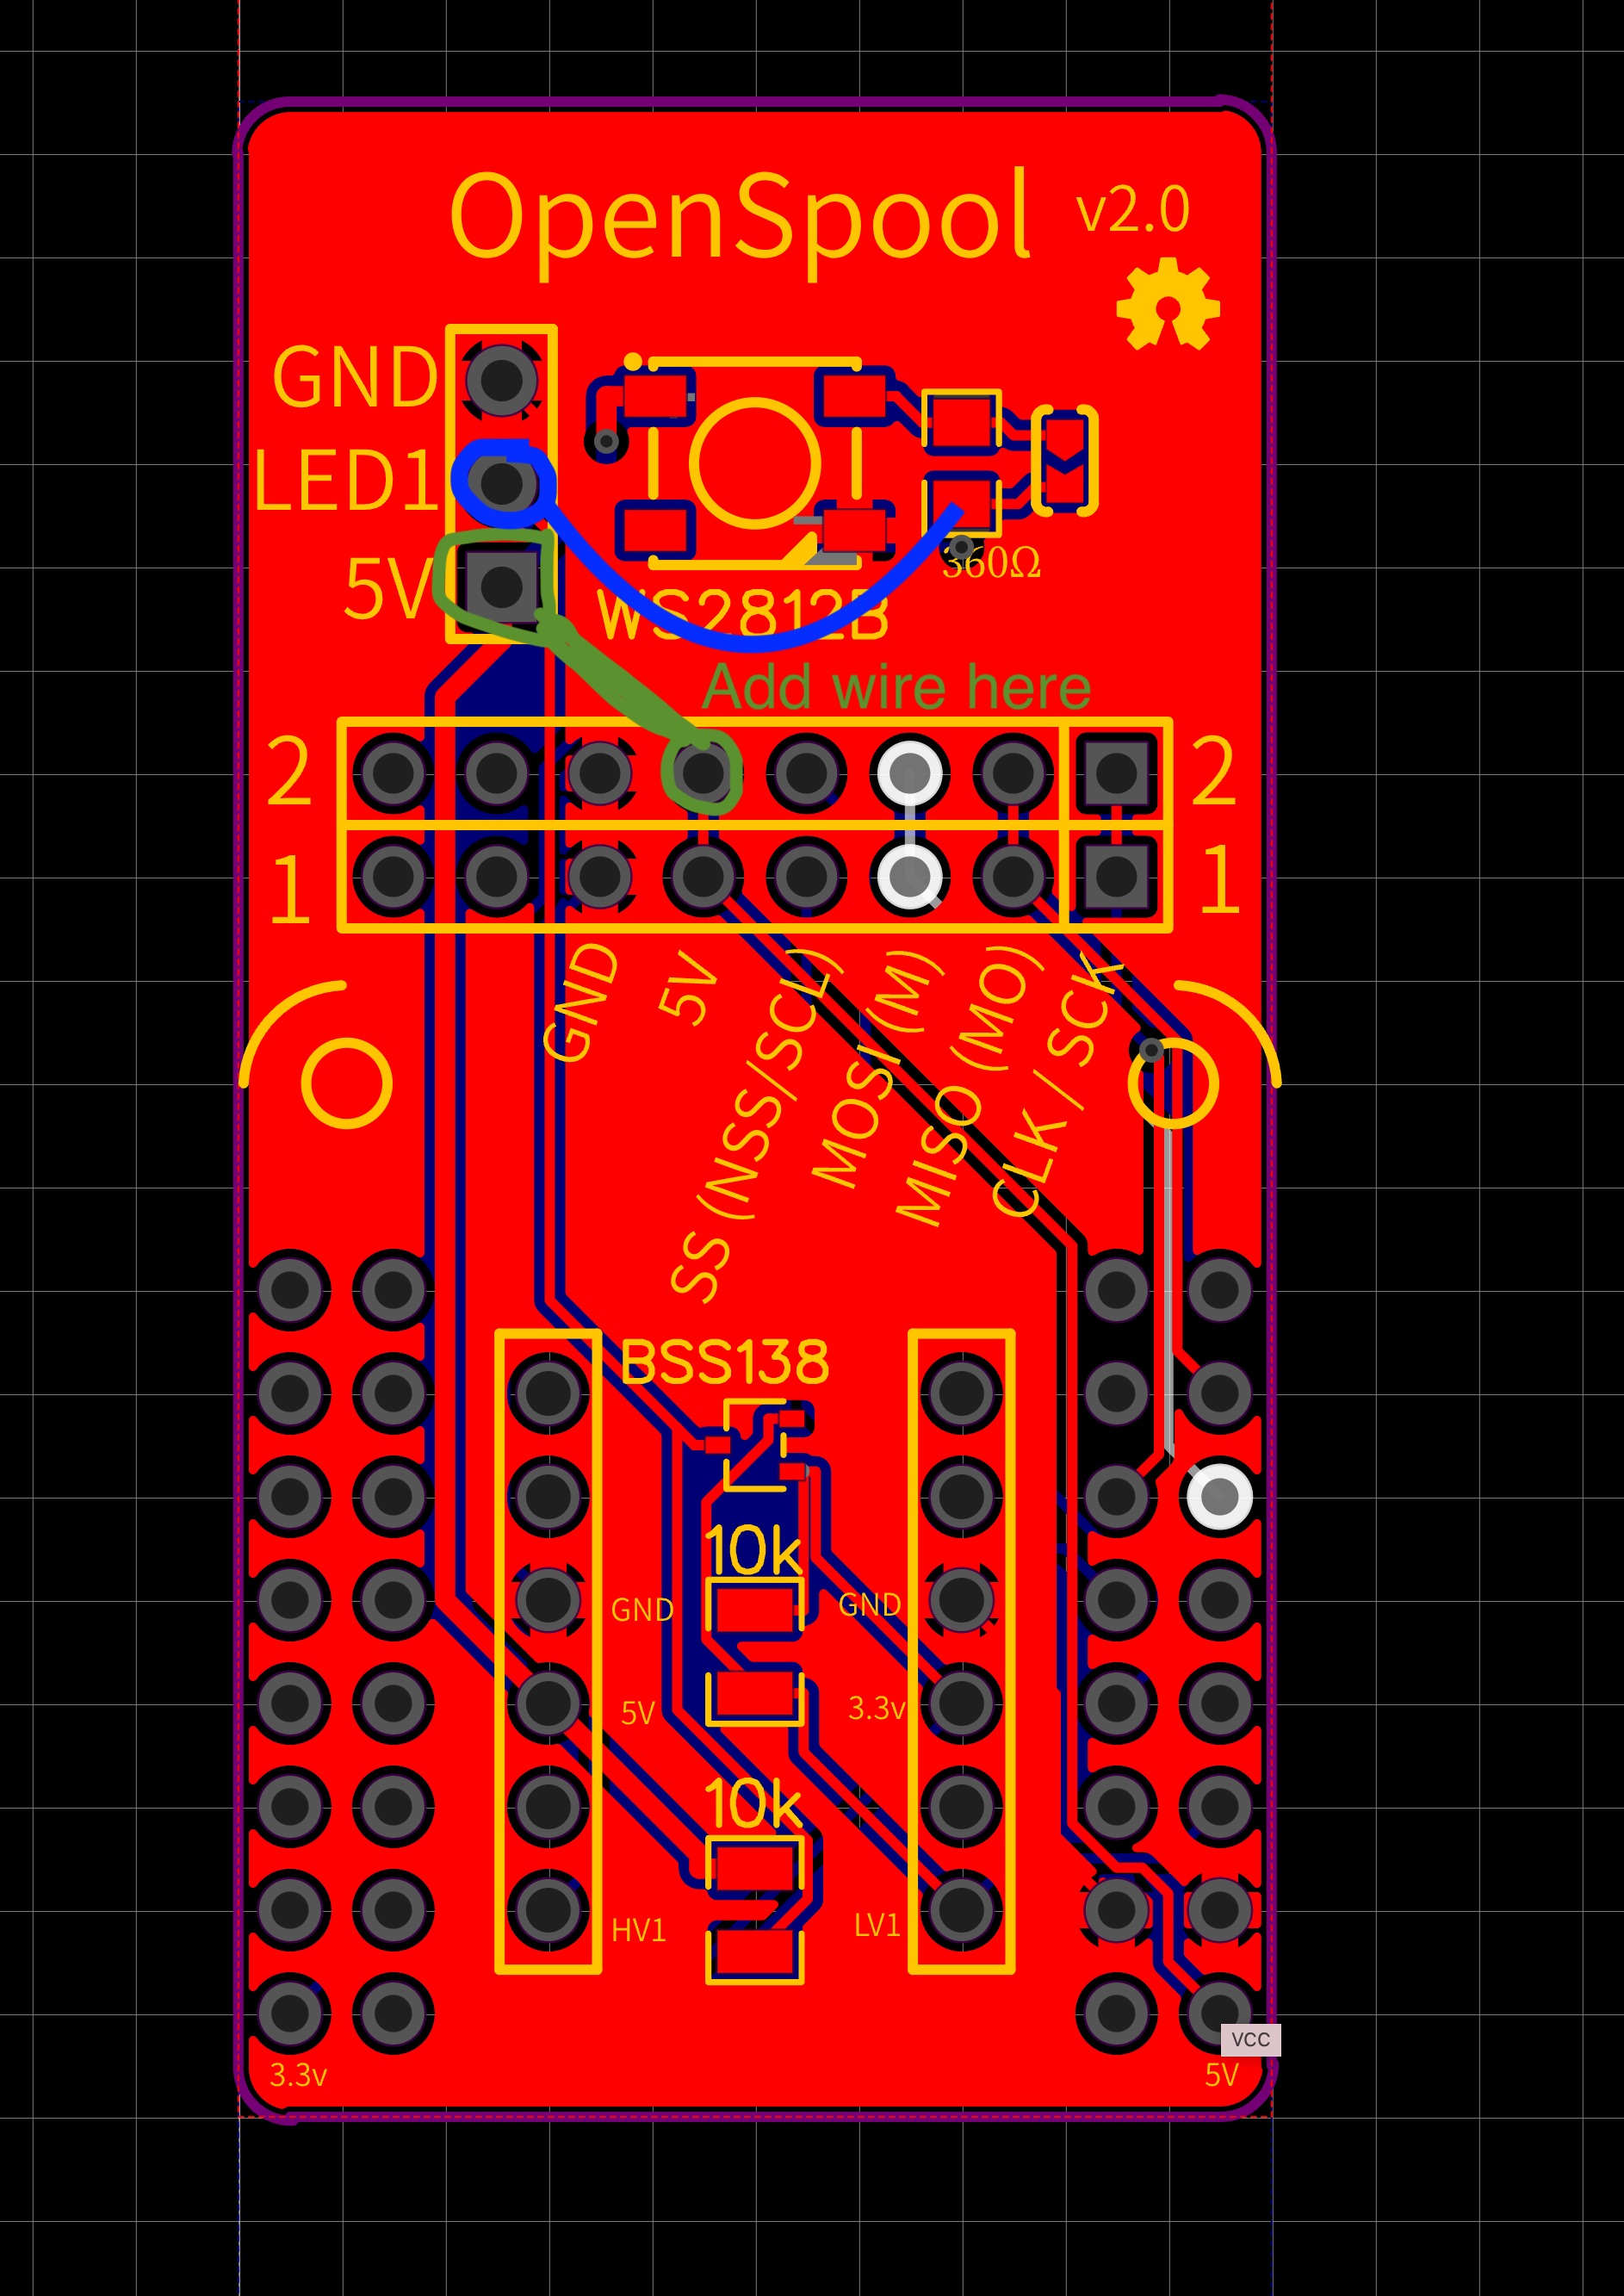 OpenSpool v2.0
GND
LED1
5V
360Ω
WS2812B
Add wire here
2 2
1 1
GND
5V
SS (NSS/SCL)
MOSI (M)
MISO (MO)
CLK / SCK
BSS138
10k
GND GND
5V 3.3v
10k
HV1 LV1
VCC
3.3v 5V